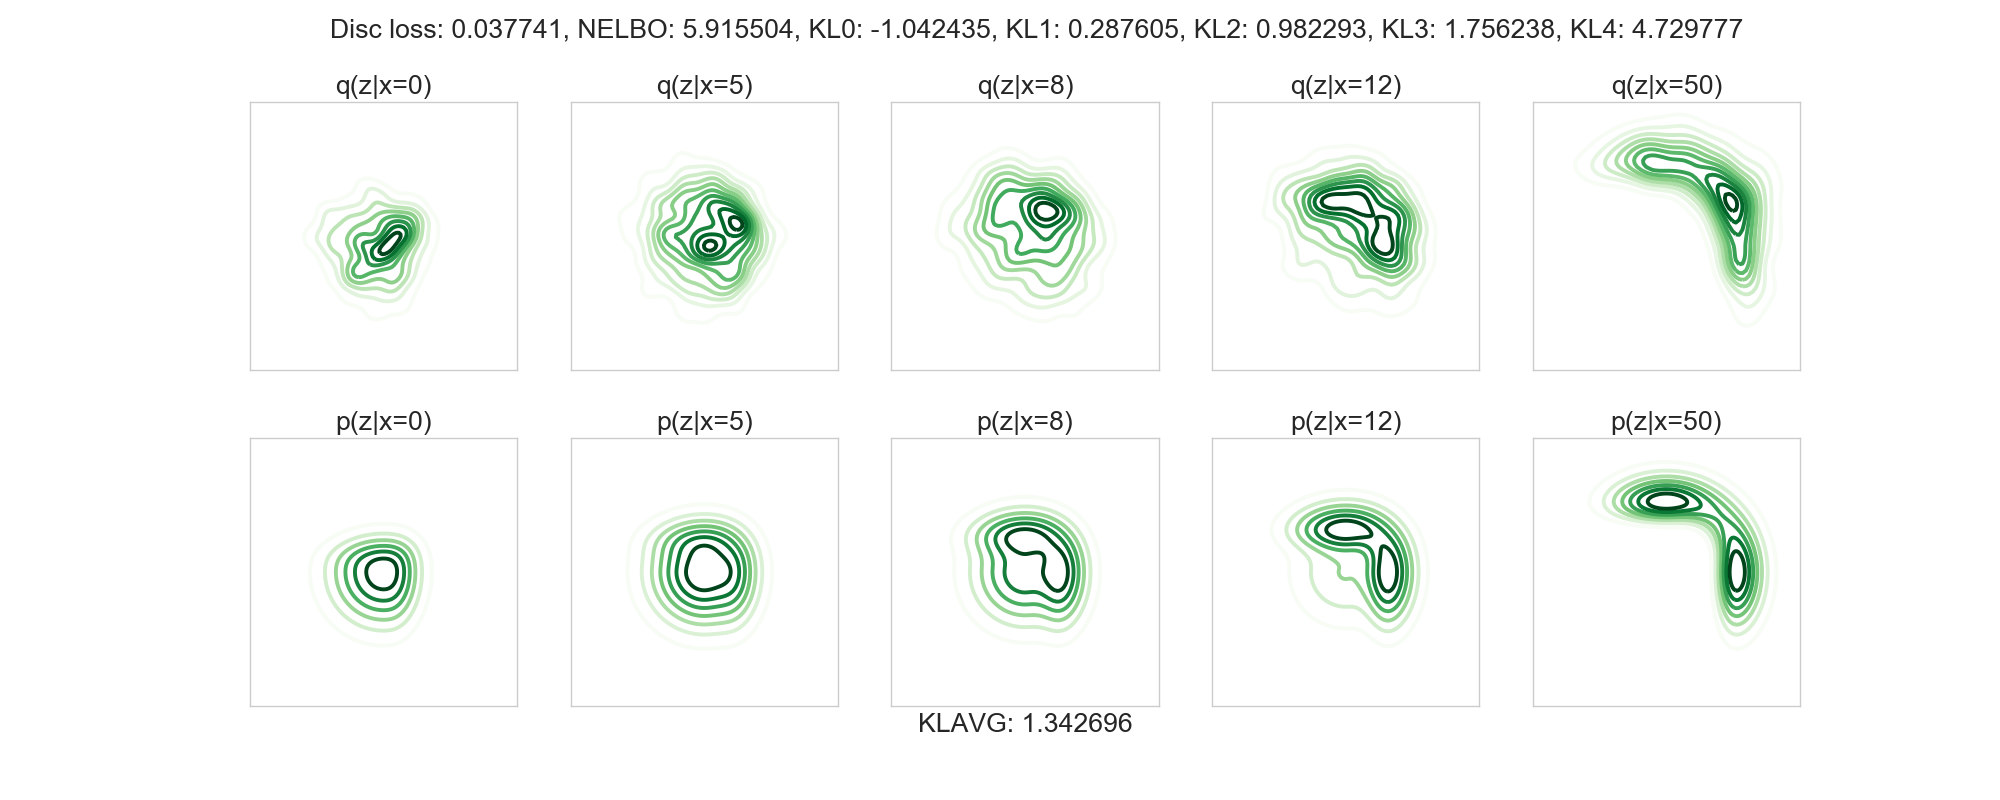 Disc loss: 0.037741, NELBO: 5.915504, KL0: -1.042435, KL1: 0.287605, KL2: 0.982293, KL3: 1.756238, KL4: 4.729777
q(z|x=0)
q(z|x=5)
q(z|x=8)
q(z|x=12)
q(z|x=50)
p(z|x=0)
p(z|x=5)
p(z|x=8)
p(z|x=12)
p(z|x=50)
KLAVG: 1.342696